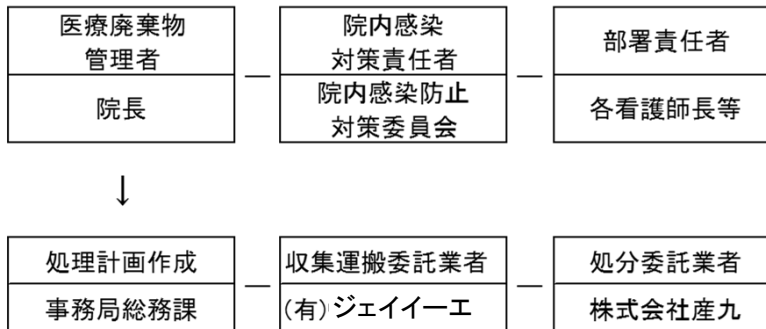 医療廃棄物
管理者
院長
院内感染
対策責任者
院内感染防止
対策委員会
部署責任者
各看護師長等
↓
処理計画作成
事務局総務課
収集運搬委託業者
(有)ジェイイーエ
処分委託業者
株式会社産九